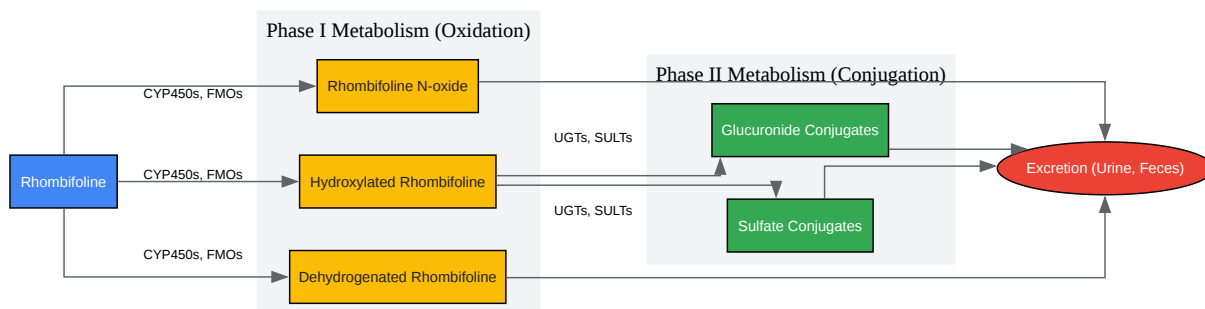 Phase I Metabolism (Oxidation)
Rhombifoline N-oxide
CYP450s, FMOs
Phase II Metabolism (Conjugation)
Glucuronide Conjugates
UGTs, SULTs
Rhombifoline
CYP450s, FMOs
Hydroxylated Rhombifoline
Excretion (Urine, Feces)
UGTs, SULTs
Sulfate Conjugates
CYP450s, FMOs
Dehydrogenated Rhombifoline